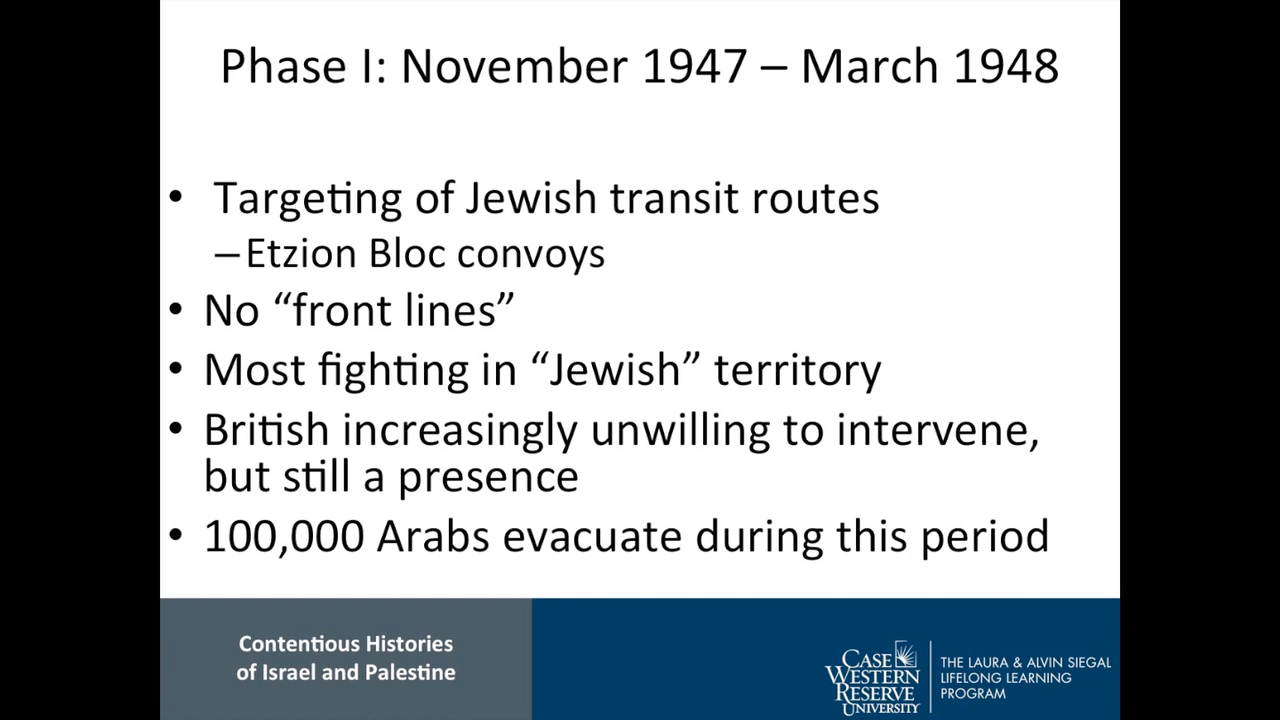 Phase I: November 1947 – March 1948
• Targeting of Jewish transit routes
–Etzion Bloc convoys
• No “front lines”
• Most fighting in “Jewish” territory
• British increasingly unwilling to intervene,
but still a presence
• 100,000 Arabs evacuate during this period
Contentious Histories
of Israel and Palestine
CASE
WESTERN
RESERVE
UNIVERSITY
THE LAURA & ALVIN SIEGAL
LIFELONG LEARNING
PROGRAM